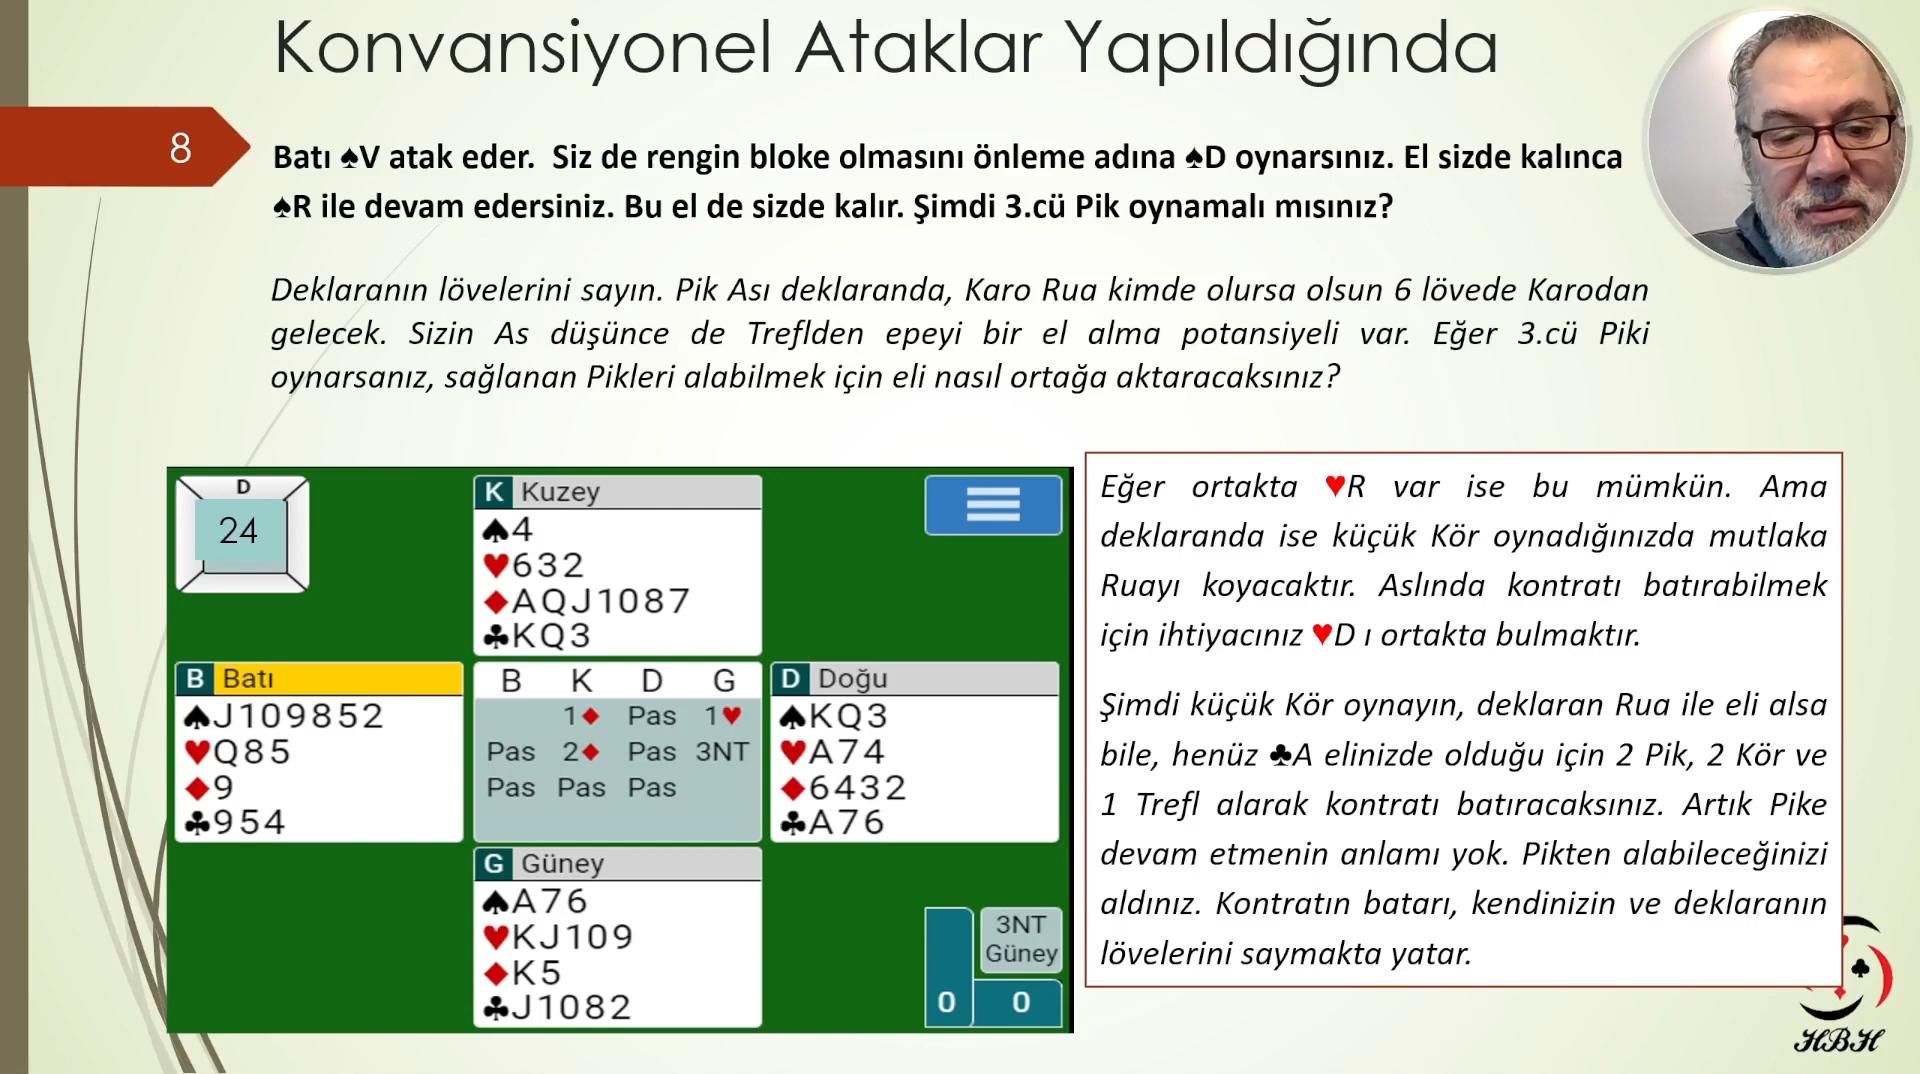 Konvansiyonel Ataklar Yapıldığında
8
Batı ♠V atak eder. Siz de rengin bloke olmasını önleme adına ♠D oynarsınız. El sizde kalınca
♠R ile devam edersiniz. Bu el de sizde kalır. Şimdi 3.cü Pik oynamalı mısınız?
Deklaranın lövelerini sayın. Pik Ası deklaranda, Karo Rua kimde olursa olsun 6 lövede Karodan
gelecek. Sizin As düşünce de Treflden epeyi bir el alma potansiyeli var. Eğer 3.cü Piki
oynarsanız, sağlanan Pikleri alabilmek için eli nasıl ortağa aktaracaksınız?
D
24
K Kuzey
♠4
♥632
♦AQJ1087
♣KQ3
B Batı
♠J109852
♥Q85
♦9
♣954
B K D G
1♦ Pas 1♥
Pas 2♦ Pas 3NT
Pas Pas Pas
D Doğu
♠KQ3
♥A74
♦6432
♣A76
G Güney
♠A76
♥KJ109
♦K5
♣J1082
3NT
Güney
0 0
Eğer ortakta ♥R var ise bu mümkün. Ama
deklaranda ise küçük Kör oynadığınızda mutlaka
Ruayı koyacaktır. Aslında kontratı batırabilmek
için ihtiyacınız ♥D ı ortakta bulmaktır.
Şimdi küçük Kör oynayın, deklaran Rua ile eli alsa
bile, henüz ♣A elinizde olduğu için 2 Pik, 2 Kör ve
1 Trefl alarak kontratı batıracaksınız. Artık Pike
devam etmenin anlamı yok. Pikten alabileceğinizi
aldınız. Kontratın batarı, kendinizin ve deklaranın
lövelerini saymakta yatar.
HBH